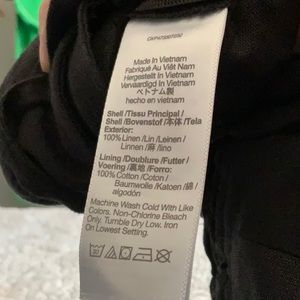 Made In Vietnam
Fabriqué Au Viêt Nam
Hergestellt In Vietnam
Vervaardigd In Vietnam
ベトナム製
hecho en vietnam
Shell /Tissu Principal /
Shell /Bovenstof /本体 /Tela
Exterior:
100%Linen/Lin /Leinen/
Linnen /麻 /lino
Lining /Doublure /Futter /
Voering /裏地 /Forro:
100%Cotton /Coton /
Baumwolle /Katoen /綿 /
algodón
Machine Wash Cold With Like
Colors. Non-Chlorine Bleach
Only. Tumble Dry Low. Iron
On Lowest Setting.